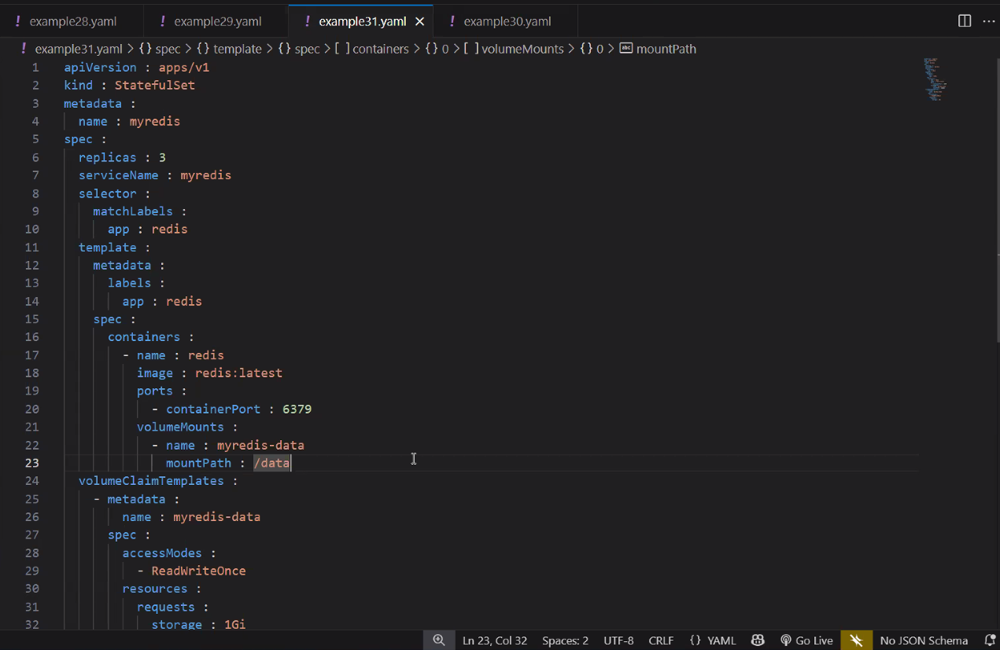 ! example28.yaml ! example29.yaml ! example31.yaml × ! example30.yaml ...
! example31.yaml > {} spec > {} template > {} spec > [ ] containers > {} 0 > [ ] volumeMounts > {} 0 > abc mountPath
1 apiVersion : apps/v1
2 kind : StatefulSet
3 metadata :
4 name : myredis
5 spec :
6 replicas : 3
7 serviceName : myredis
8 selector :
9 matchLabels :
10 app : redis
11 template :
12 metadata :
13 labels :
14 app : redis
15 spec :
16 containers :
17 - name : redis
18 image : redis:latest
19 ports :
20 - containerPort : 6379
21 volumeMounts :
22 - name : myredis-data
23 mountPath : /data
24 volumeClaimTemplates :
25 - metadata :
26 name : myredis-data
27 spec :
28 accessModes :
29 - ReadWriteOnce
30 resources :
31 requests :
32 storage : 1Gi
Ln 23, Col 32 Spaces: 2 UTF-8 CRLF {} YAML Go Live No JSON Schema